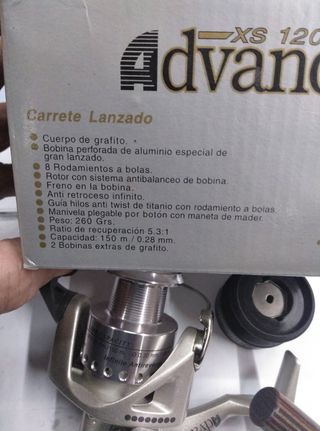 XS 120
Advanc
Carrete Lanzado
Cuerpo de grafito.
Bobina perforada de aluminio especial de
gran lanzado.
8 Rodamientos a bolas.
Rotor con sistema antibalanceo de bobina.
Freno en la bobina.
Anti retroceso infinito.
Guía hilos anti twist de titanio con rodamiento a bolas.
Manivela plegable por botón con maneta de mader.
Peso: 260 Grs.
Ratio de recuperación 5.3:1
Capacidad: 150 m / 0.28 mm.
2 Bobinas extras de grafito.